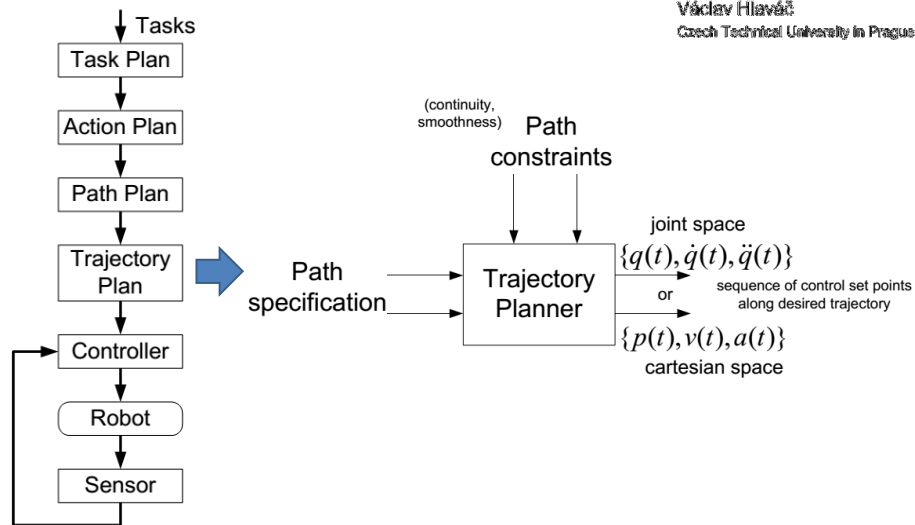 Václav Hlaváč
Czech Technical University in Prague
Tasks
Task Plan
Action Plan
Path Plan
Trajectory
Plan
Controller
Robot
Sensor
(continuity,
smoothness)
Path
constraints
Path
specification
Trajectory
Planner
joint space
{q(t), q̇(t), q̈(t)}
or
{p(t), v(t), a(t)}
cartesian space
sequence of control set points
along desired trajectory